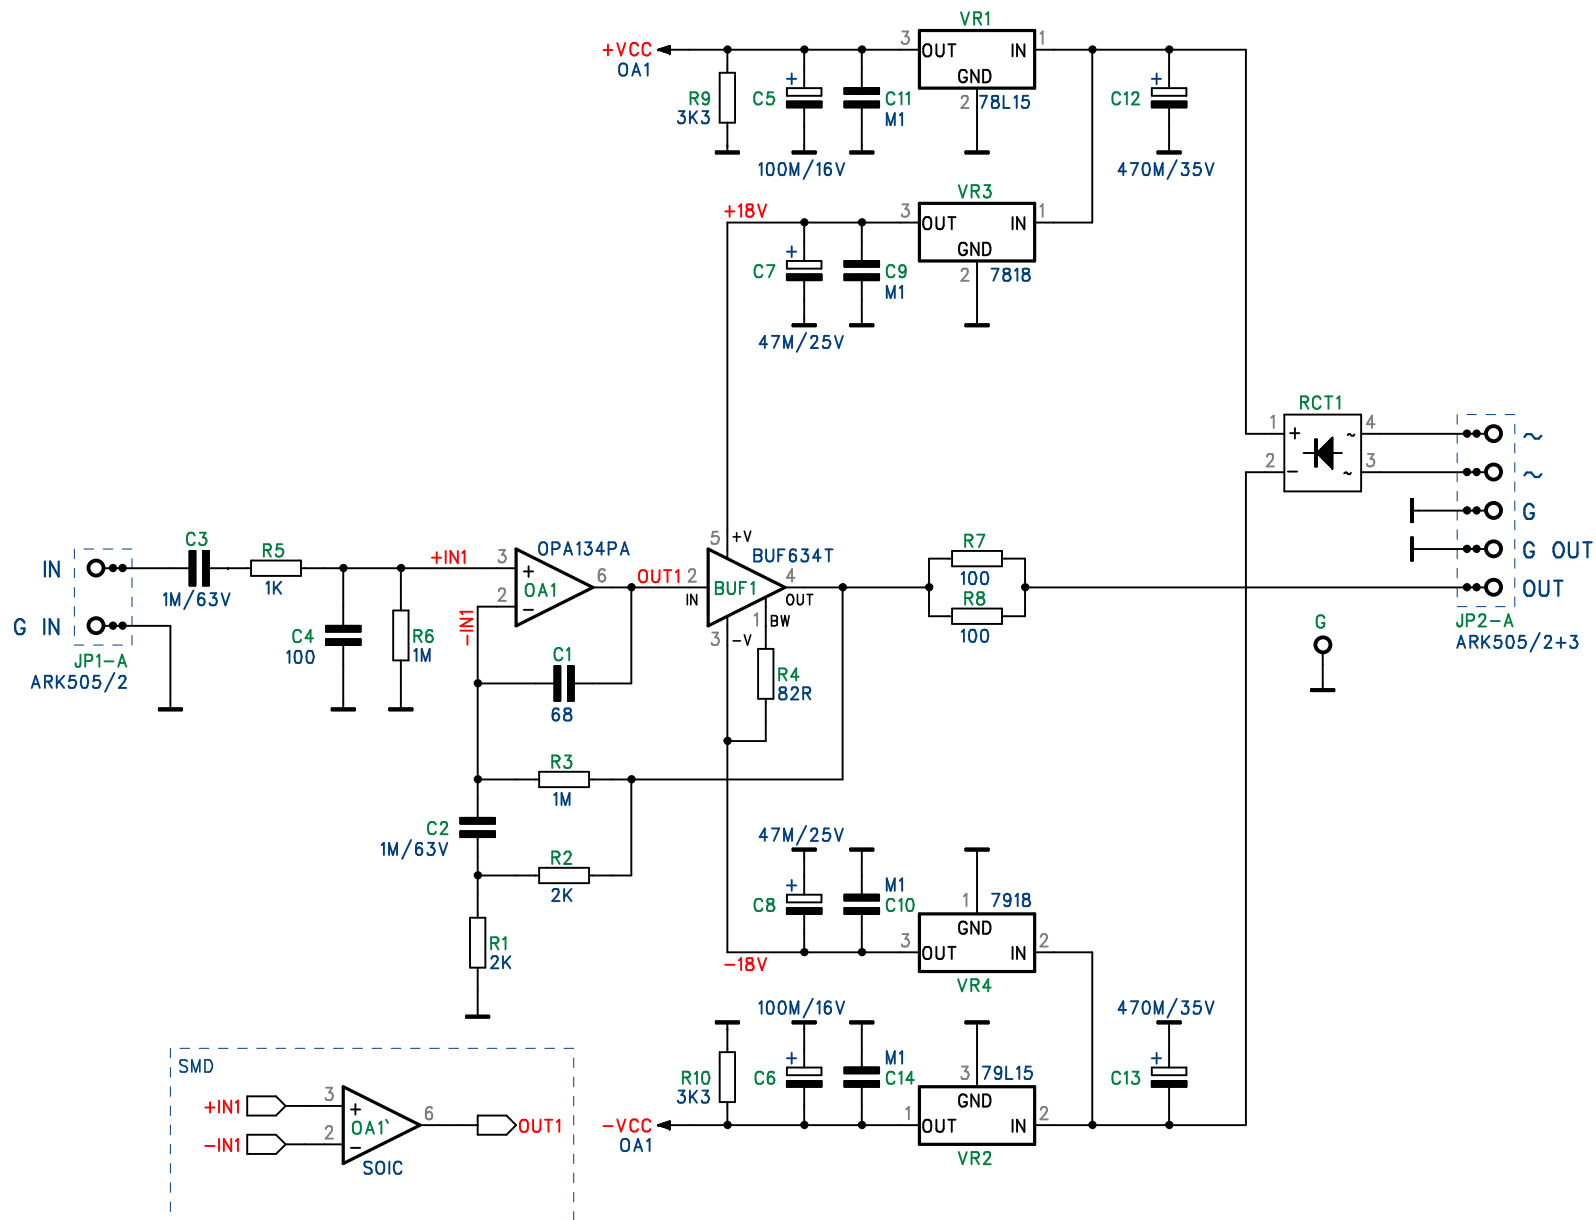 VR1
+VCC
OA1
3
OUT
IN
1
GND
2
78L15
R9
3K3
C5
+
100M/16V
C11
M1
C12
+
470M/35V
VR3
+18V
3
OUT
IN
1
GND
2
7818
C7
+
47M/25V
C9
M1
RCT1
1
+
~
4
2
−
~
3
~
~
G
G OUT
OUT
JP2-A
ARK505/2+3
G
IN
G IN
JP1-A
ARK505/2
C3
1M/63V
R5
1K
C4
100
R6
1M
+IN1
-IN1
3
+
2
−
OPA134PA
OA1
6
OUT1
2
IN
5
+V
BUF634T
BUF1
4
OUT
1
BW
3
-V
R4
82R
R7
100
R8
100
C1
68
R3
1M
C2
1M/63V
R2
2K
R1
2K
47M/25V
C8
+
M1
C10
1
7918
GND
3
OUT
IN
2
-18V
VR4
100M/16V
R10
3K3
C6
+
M1
C14
3
79L15
GND
1
OUT
IN
2
-VCC
OA1
VR2
470M/35V
C13
+
SMD
+IN1
-IN1
3
+
2
−
OA1`
6
OUT1
SOIC